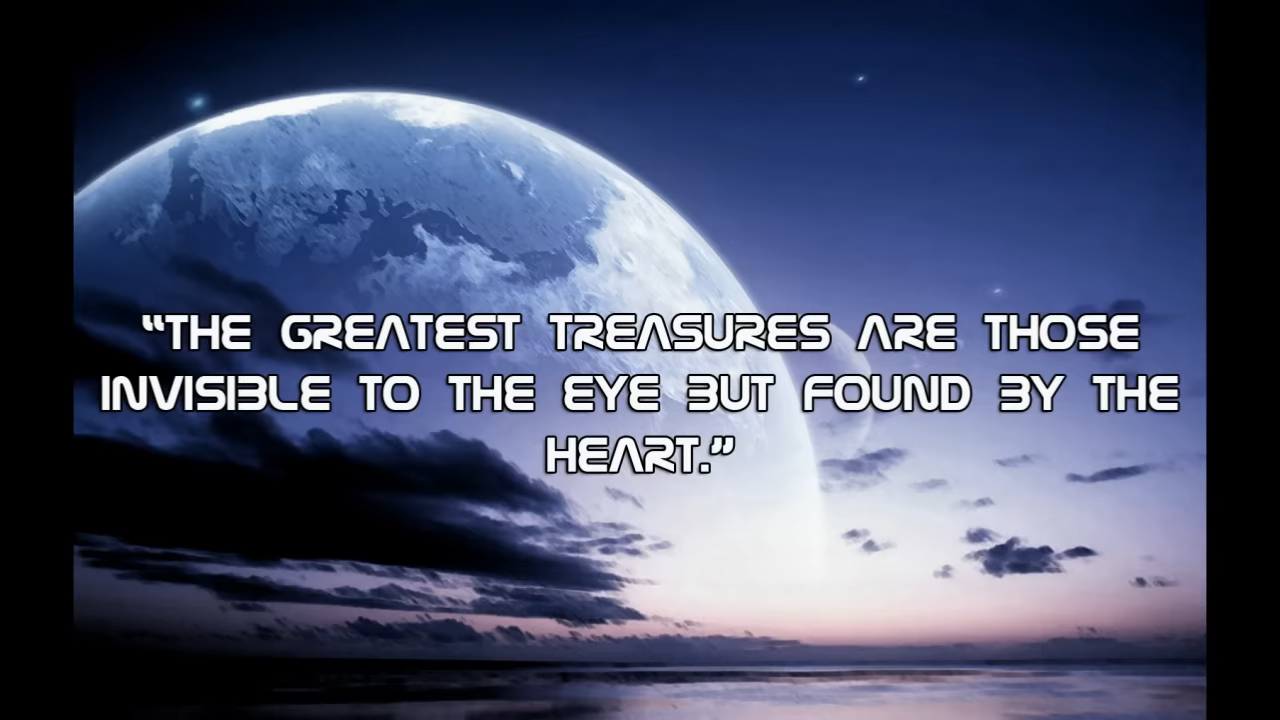 “THE GREATEST TREASURES ARE THOSE
INVISIBLE TO THE EYE BUT FOUND BY THE
HEART.”